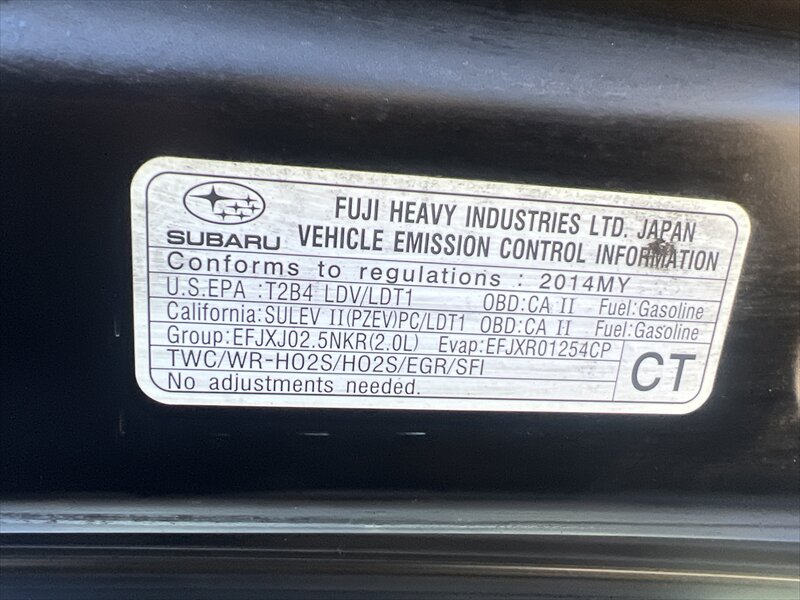 FUJI HEAVY INDUSTRIES LTD. JAPAN
SUBARU VEHICLE EMISSION CONTROL INFORMATION
Conforms to regulations : 2014MY
U.S.EPA :T2B4 LDV/LDT1 OBD:CA II Fuel:Gasoline
California:SULEV II(PZEV)PC/LDT1 OBD:CA II Fuel:Gasoline
Group:EFJXJ02.5NKR(2.0L) Evap:EFJXR01254CP
TWC/WR-HO2S/HO2S/EGR/SFI
CT
No adjustments needed.